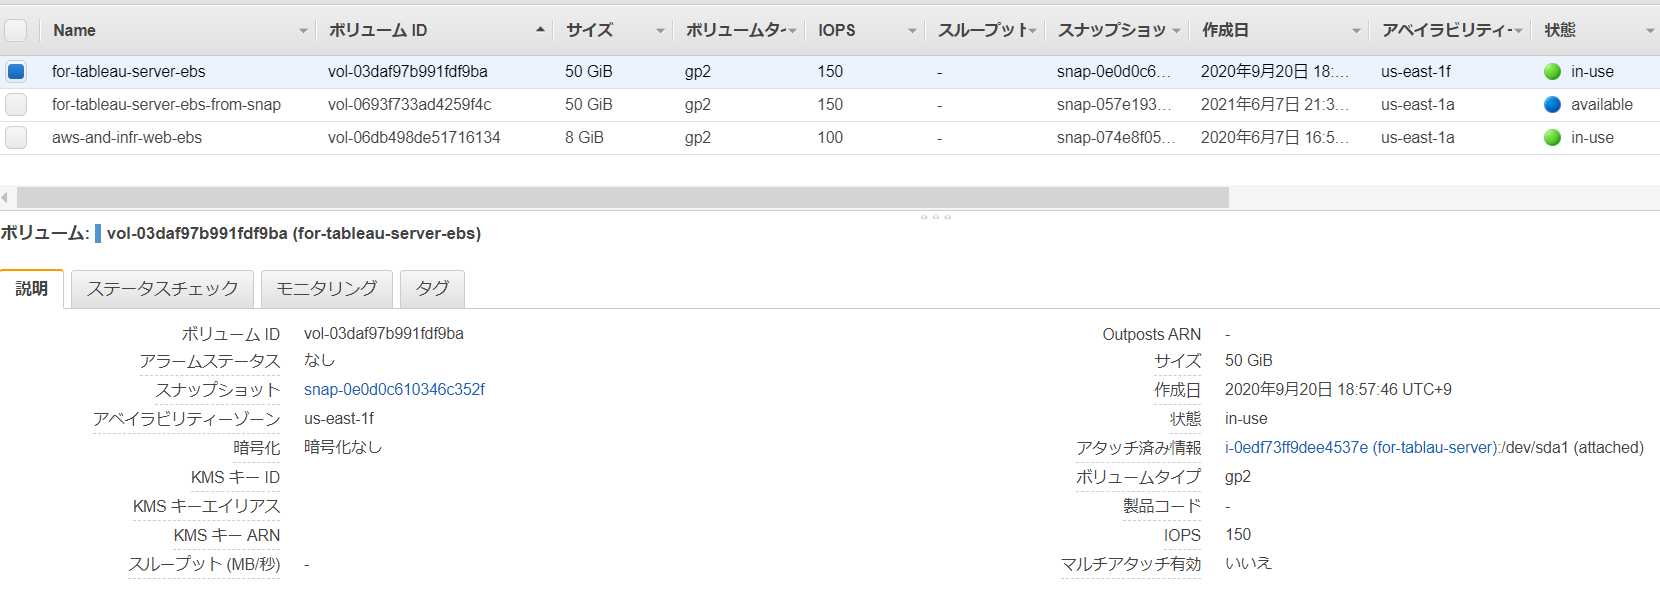 Name ボリューム ID サイズ ボリュームタイ IOPS スループット スナップショッ 作成日 アベイラビリティー 状態
for-tableau-server-ebs vol-03daf97b991fdf9ba 50 GiB gp2 150 - snap-0e0d0c6... 2020年9月20日 18:... us-east-1f in-use
for-tableau-server-ebs-from-snap vol-0693f733ad4259f4c 50 GiB gp2 150 - snap-057e193... 2021年6月7日 21:3... us-east-1a available
aws-and-infr-web-ebs vol-06db498de51716134 8 GiB gp2 100 - snap-074e8f05... 2020年6月7日 16:5... us-east-1a in-use
ボリューム: vol-03daf97b991fdf9ba (for-tableau-server-ebs)
説明 ステータスチェック モニタリング タグ
ボリューム ID vol-03daf97b991fdf9ba Outposts ARN -
アラームステータス なし サイズ 50 GiB
スナップショット snap-0e0d0c610346c352f 作成日 2020年9月20日 18:57:46 UTC+9
アベイラビリティーゾーン us-east-1f 状態 in-use
暗号化 暗号化なし アタッチ済み情報 i-0edf73ff9dee4537e (for-tablau-server):/dev/sda1 (attached)
KMS キー ID ボリュームタイプ gp2
KMS キーエイリアス 製品コード -
KMS キー ARN IOPS 150
スループット (MB/秒) - マルチアタッチ有効 いいえ